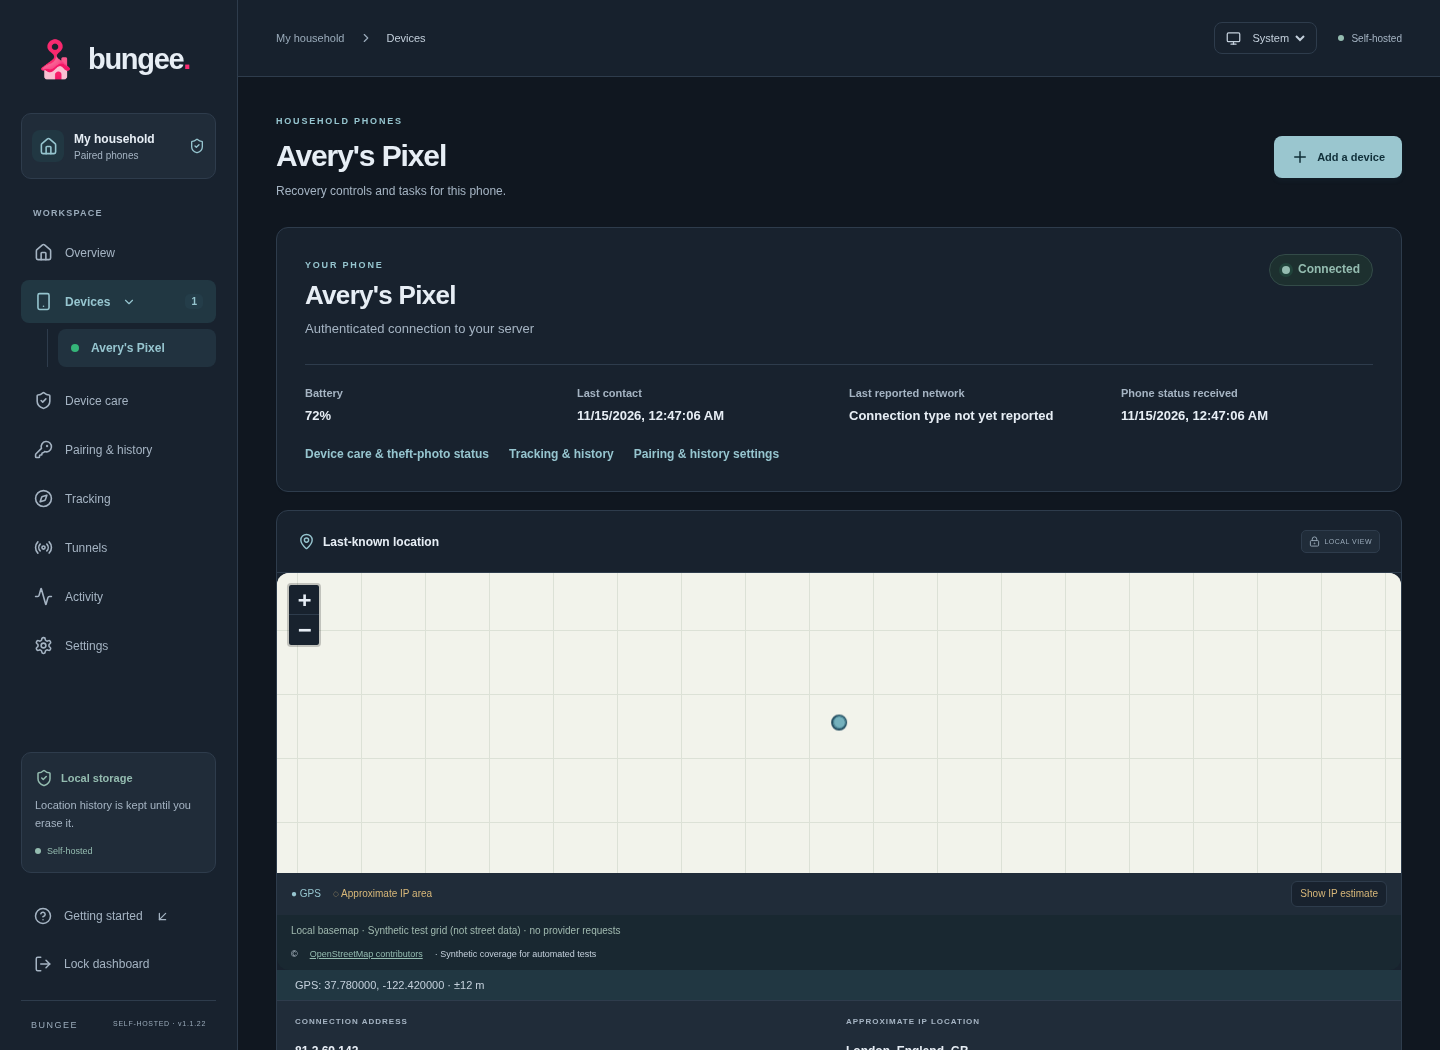 bungee.
My household
Paired phones
WORKSPACE
Overview
Devices 1
Avery's Pixel
Device care
Pairing & history
Tracking
Tunnels
Activity
Settings
Local storage
Location history is kept until you
erase it.
Self-hosted
Getting started
Lock dashboard
BUNGEE SELF-HOSTED · v1.1.22
My household Devices
System Self-hosted
HOUSEHOLD PHONES
Avery's Pixel
Recovery controls and tasks for this phone.
Add a device
YOUR PHONE
Connected
Avery's Pixel
Authenticated connection to your server
Battery Last contact Last reported network Phone status received
72% 11/15/2026, 12:47:06 AM Connection type not yet reported 11/15/2026, 12:47:06 AM
Device care & theft-photo status Tracking & history Pairing & history settings
Last-known location LOCAL VIEW
+
−
● GPS ○ Approximate IP area Show IP estimate
Local basemap · Synthetic test grid (not street data) · no provider requests
© OpenStreetMap contributors · Synthetic coverage for automated tests
GPS: 37.780000, -122.420000 · ±12 m
CONNECTION ADDRESS APPROXIMATE IP LOCATION
81.2.69.142 London, England, GB